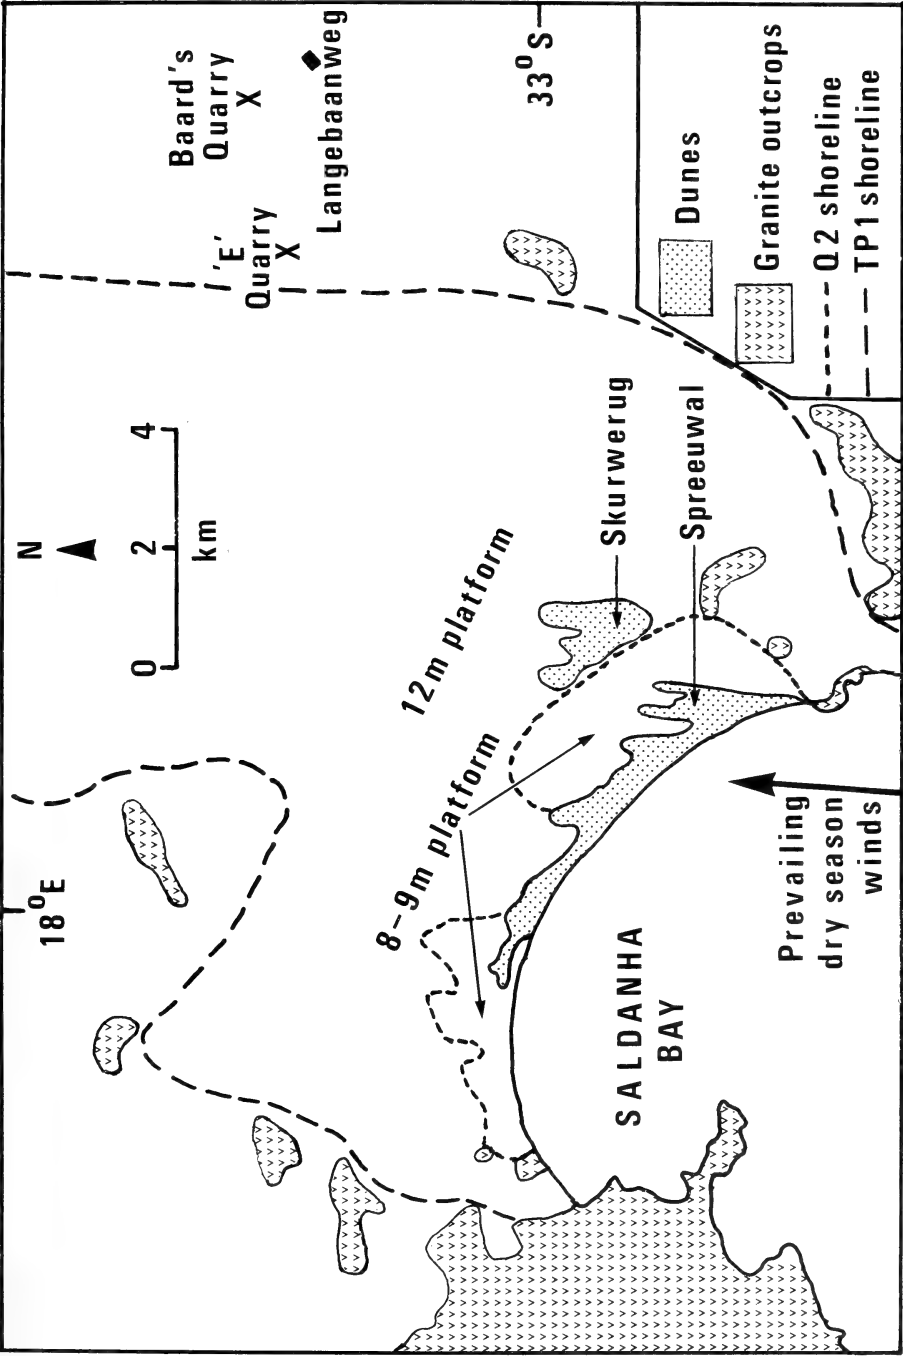 N
0 2 4
km
18°E
33°S
Baard's
Quarry
X
'E'
Quarry
X
Langebaanweg
12m platform
8–9m platform
Skurwerug
Spreeuwal
SALDANHA
BAY
Prevailing
dry season
winds
Dunes
Granite outcrops
Q2 shoreline
TP1 shoreline